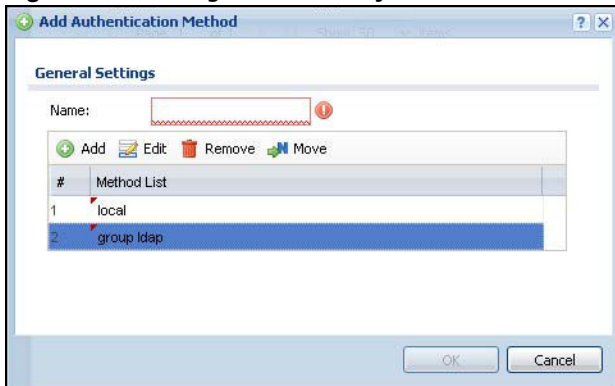 Add Authentication Method
General Settings
Name:
Add Edit Remove Move
# Method List
1 local
2 group ldap
OK Cancel